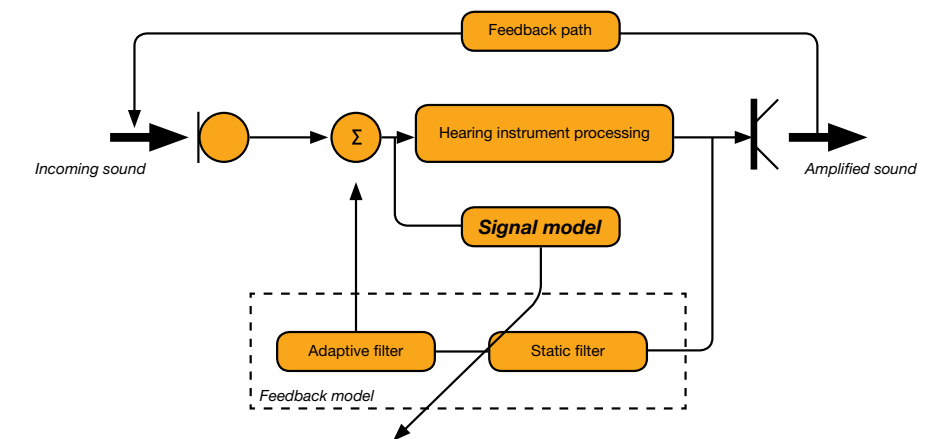 Feedback path
Σ
Hearing instrument processing
Incoming sound
Amplified sound
Signal model
Adaptive filter
Static filter
Feedback model